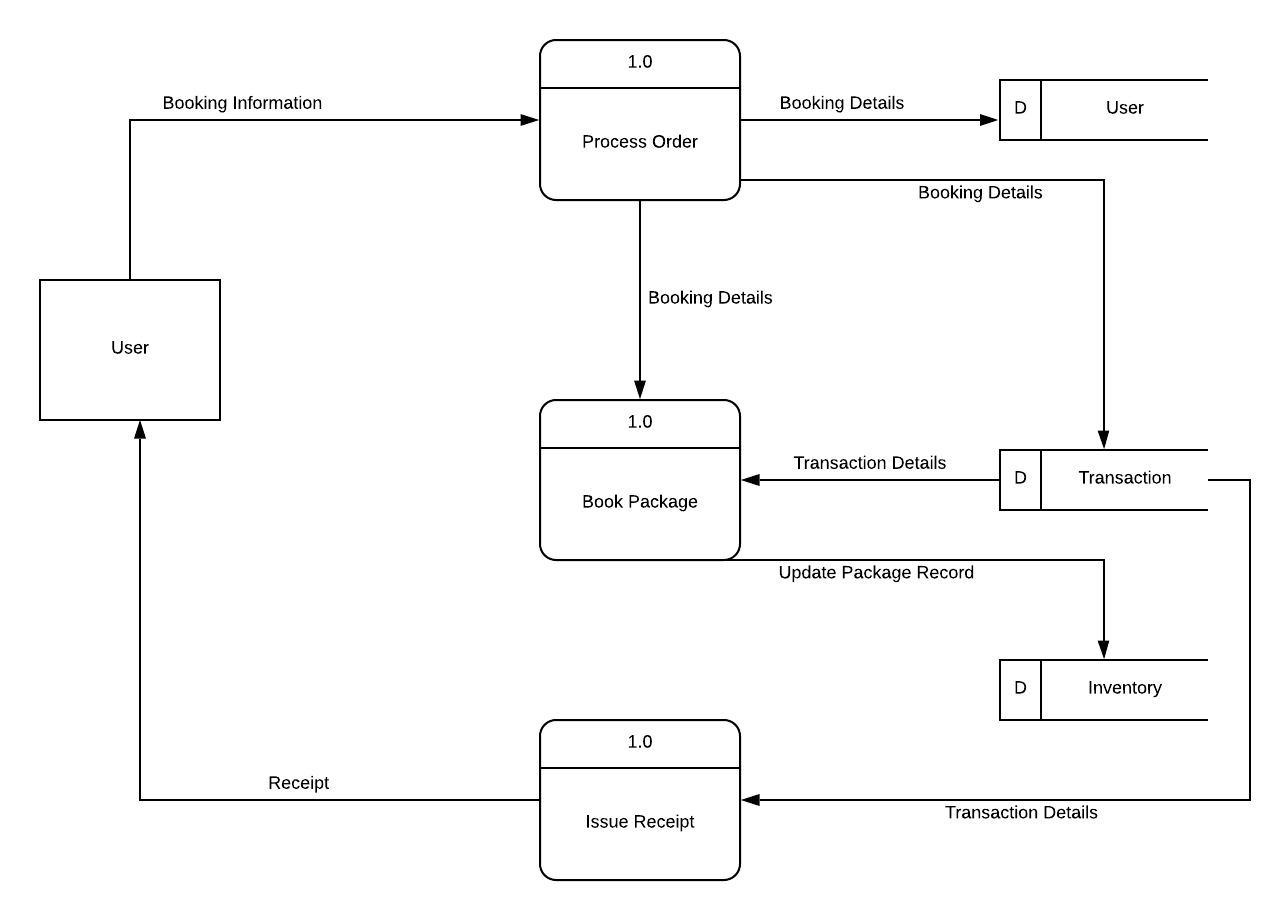 1.0
Booking Information
Booking Details
D
User
Process Order
Booking Details
Booking Details
User
1.0
Transaction Details
D
Transaction
Book Package
Update Package Record
D
Inventory
1.0
Receipt
Transaction Details
Issue Receipt